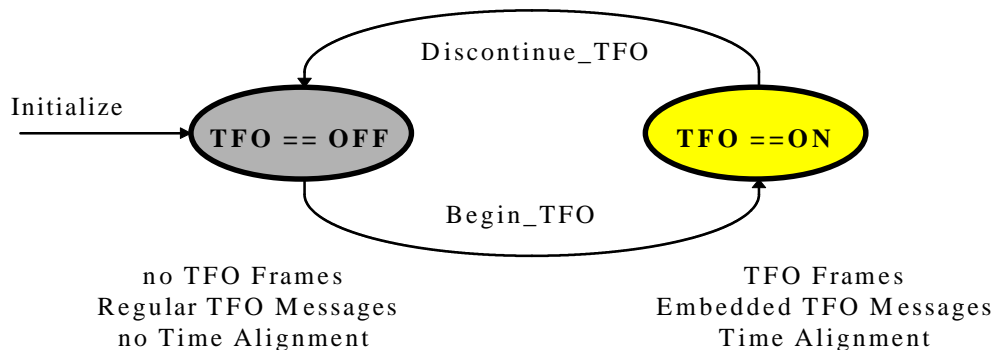 Discontinue_TFO
Initialize
TFO == OFF
TFO ==ON
Begin_TFO
no TFO Frames
Regular TFO Messages
no Time Alignment
TFO Frames
Embedded TFO Messages
Time Alignment